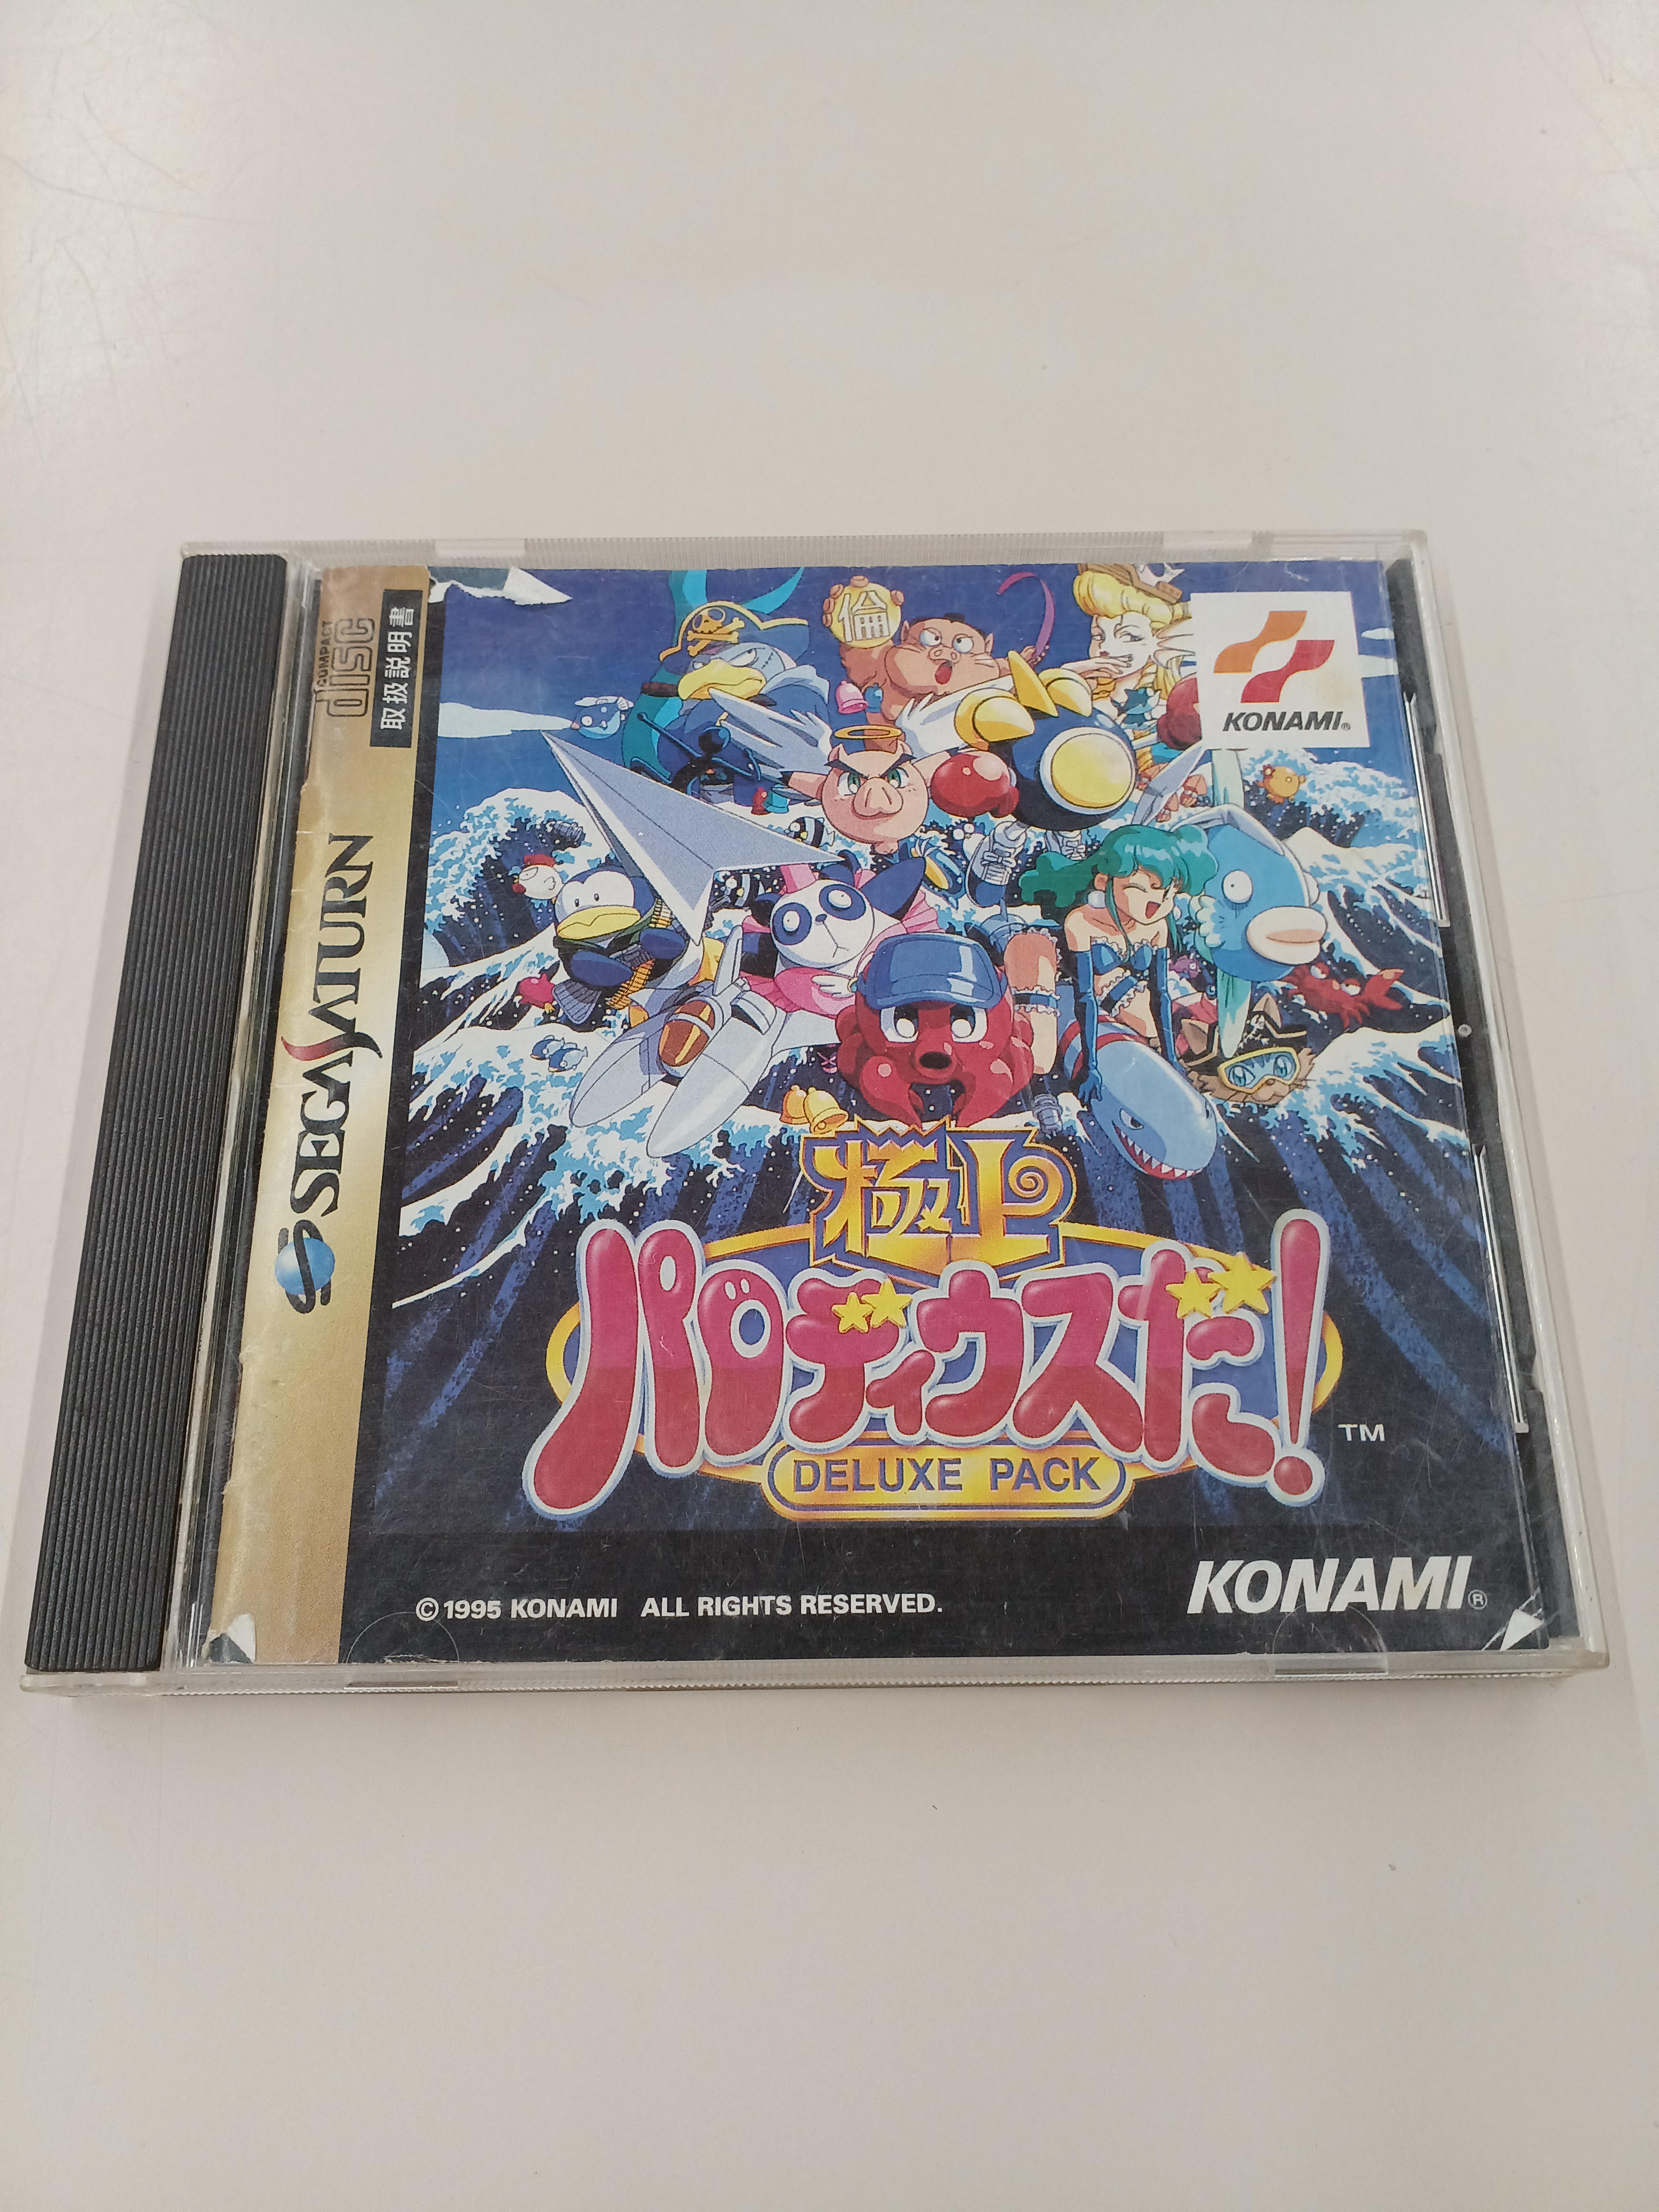 COMPACT
disc
取扱説明書
SEGA SATURN
KONAMI®
極上
パロディウスだ!
TM
DELUXE PACK
©1995 KONAMI ALL RIGHTS RESERVED.
KONAMI®